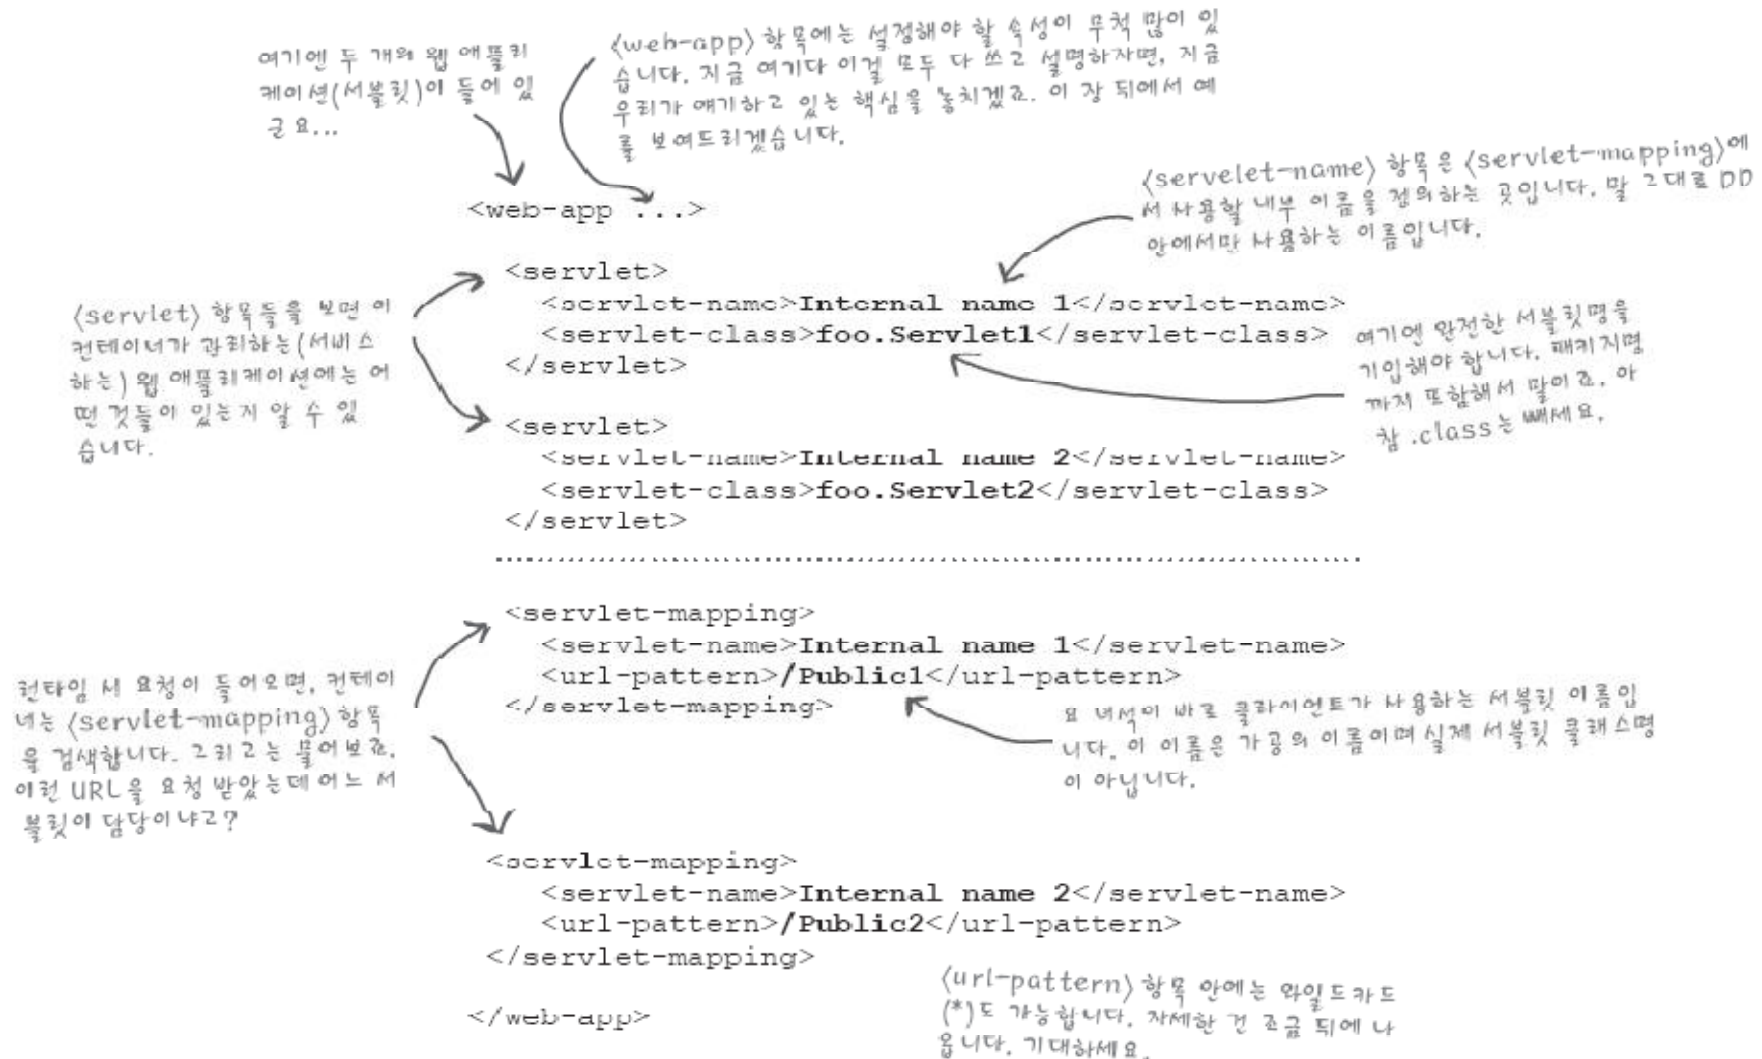 여기엔 두 개의 웹 애플리
케이션(서블릿)이 들어 있
군요...
<web-app> 항목에는 설정해야 할 속성이 무척 많이 있
습니다. 지금 여기다 이걸 모두 다 쓰고 설명하자면, 지금
우리가 얘기하고 있는 핵심을 놓치겠죠. 이 장 뒤에서 예
를 보여드리겠습니다.
<servelet-name> 항목은 <servlet-mapping>에
서 사용할 내부 이름을 정의하는 곳입니다. 말 그대로 DD
안에서만 사용하는 이름입니다.
<web-app ...>
<servlet>
<servlet-name>Internal name 1</servlet-name>
<servlet-class>foo.Servlet1</servlet-class>
</servlet>
<servlet> 항목들을 보면 이
컨테이너가 관리하는(서비스
하는) 웹 애플리케이션에는 어
떤 것들이 있는지 알 수 있
습니다.
여기엔 완전한 서블릿명을
기입해야 합니다. 패키지명
까지 포함해서 말이죠. 아
참 .class는 빼세요.
<servlet>
<servlet-name>Internal name 2</servlet-name>
<servlet-class>foo.Servlet2</servlet-class>
</servlet>
<servlet-mapping>
<servlet-name>Internal name 1</servlet-name>
<url-pattern>/Public1</url-pattern>
</servlet-mapping>
런타임 시 요청이 들어오면, 컨테이
너는 <servlet-mapping> 항목
을 검색합니다. 그리고는 물어보죠.
이런 URL을 요청 받았는데 어느 서
블릿이 담당이냐고?
요 녀석이 바로 클라이언트가 사용하는 서블릿 이름입
니다. 이 이름은 가공의 이름이며 실제 서블릿 클래스명
이 아닙니다.
<servlet-mapping>
<servlet-name>Internal name 2</servlet-name>
<url-pattern>/Public2</url-pattern>
</servlet-mapping>
</web-app>
<url-pattern> 항목 안에는 와일드카드
(*)도 가능합니다. 자세한 건 조금 뒤에 나
옵니다. 기대하세요.